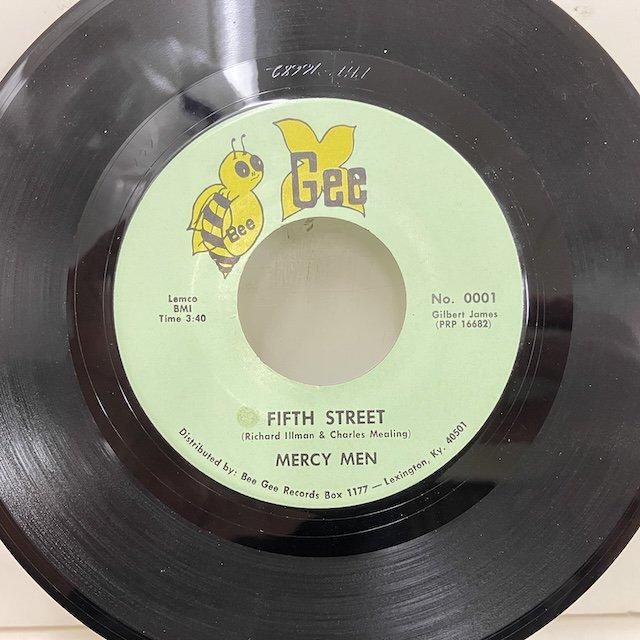 Bee
Gee
Lemco
BMI
Time 3:40
No. 0001
Gilbert James
(PRP 16682)
FIFTH STREET
(Richard Illman & Charles Mealing)
MERCY MEN
Distributed by: Bee Gee Records Box 1177 — Lexington, Ky. 40501